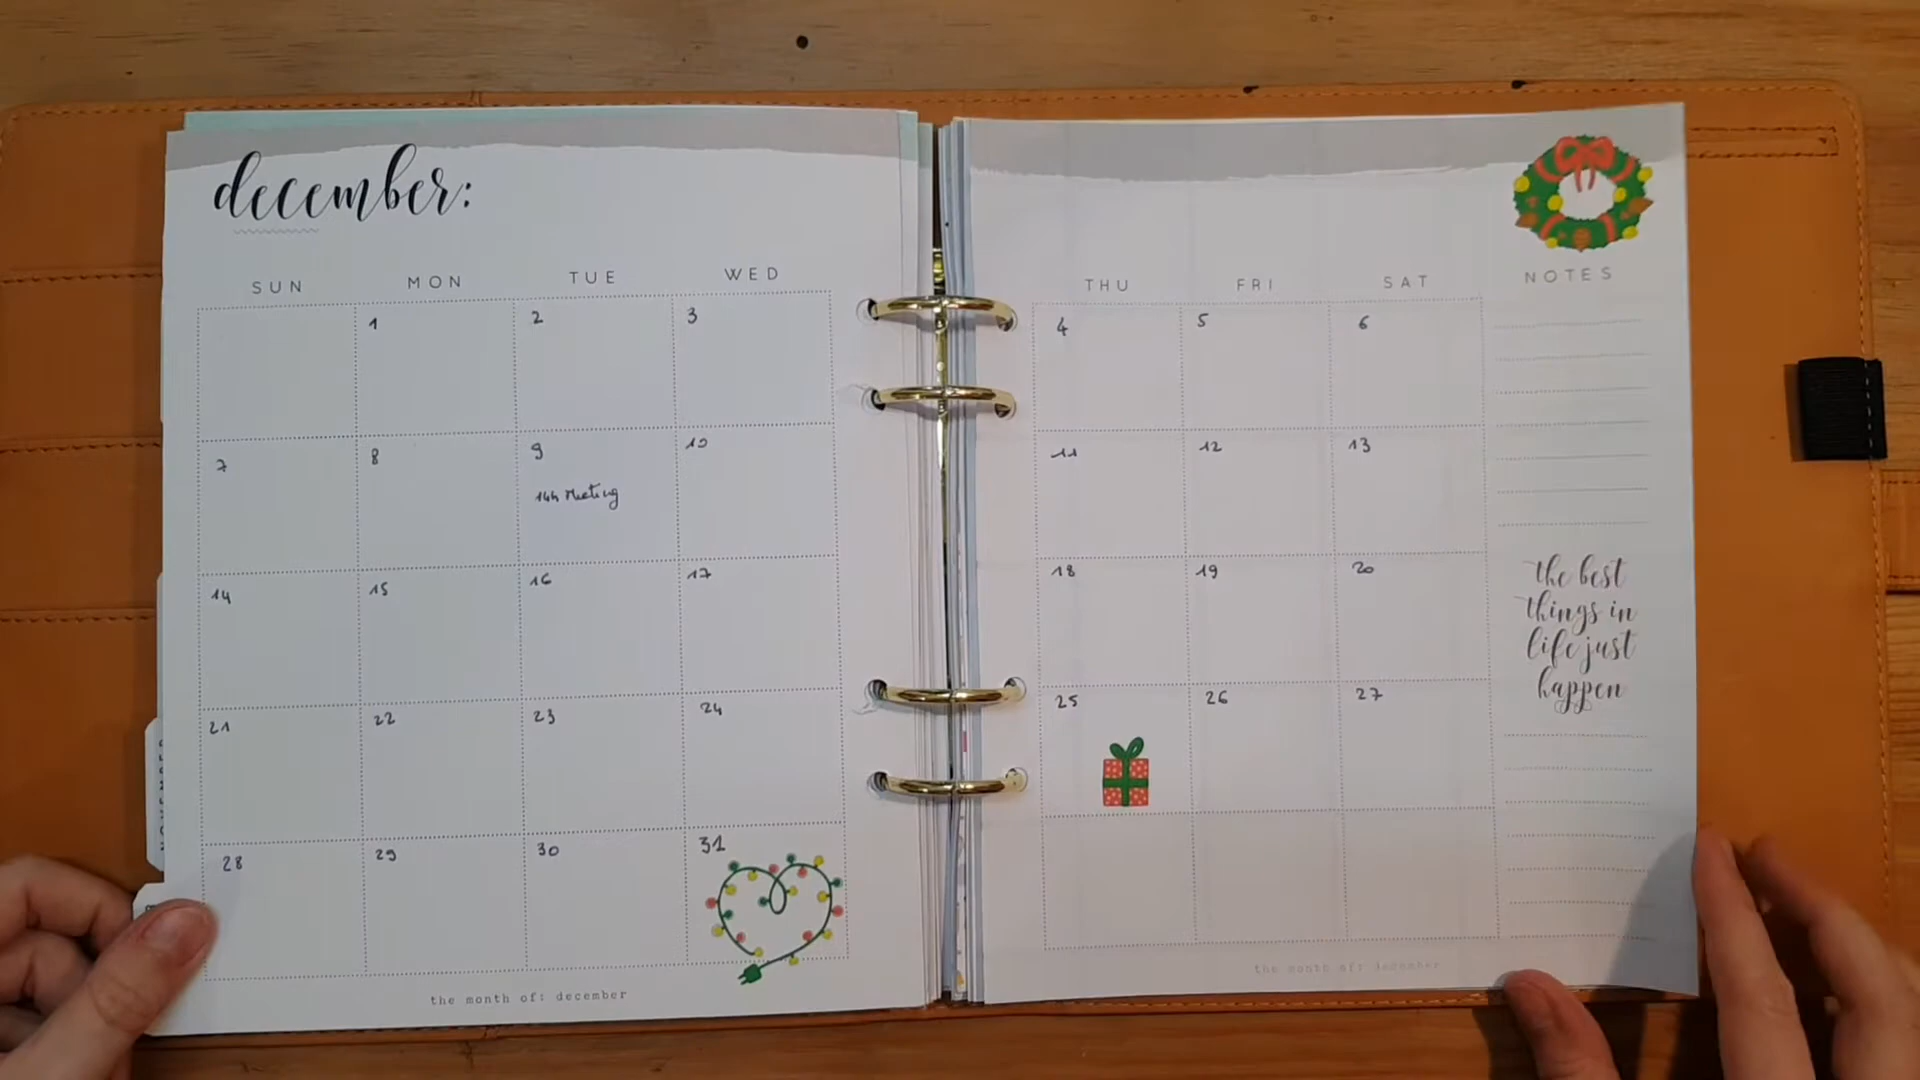 december:
SUN MON TUE WED THU FRI SAT NOTES
1 2 3 4 5 6
7 8 9 10 11 12 13
14h Meeting
14 15 16 17 18 19 20
the best
things in
life just
happen
21 22 23 24 25 26 27
28 29 30 31
the month of: december
the month of: december